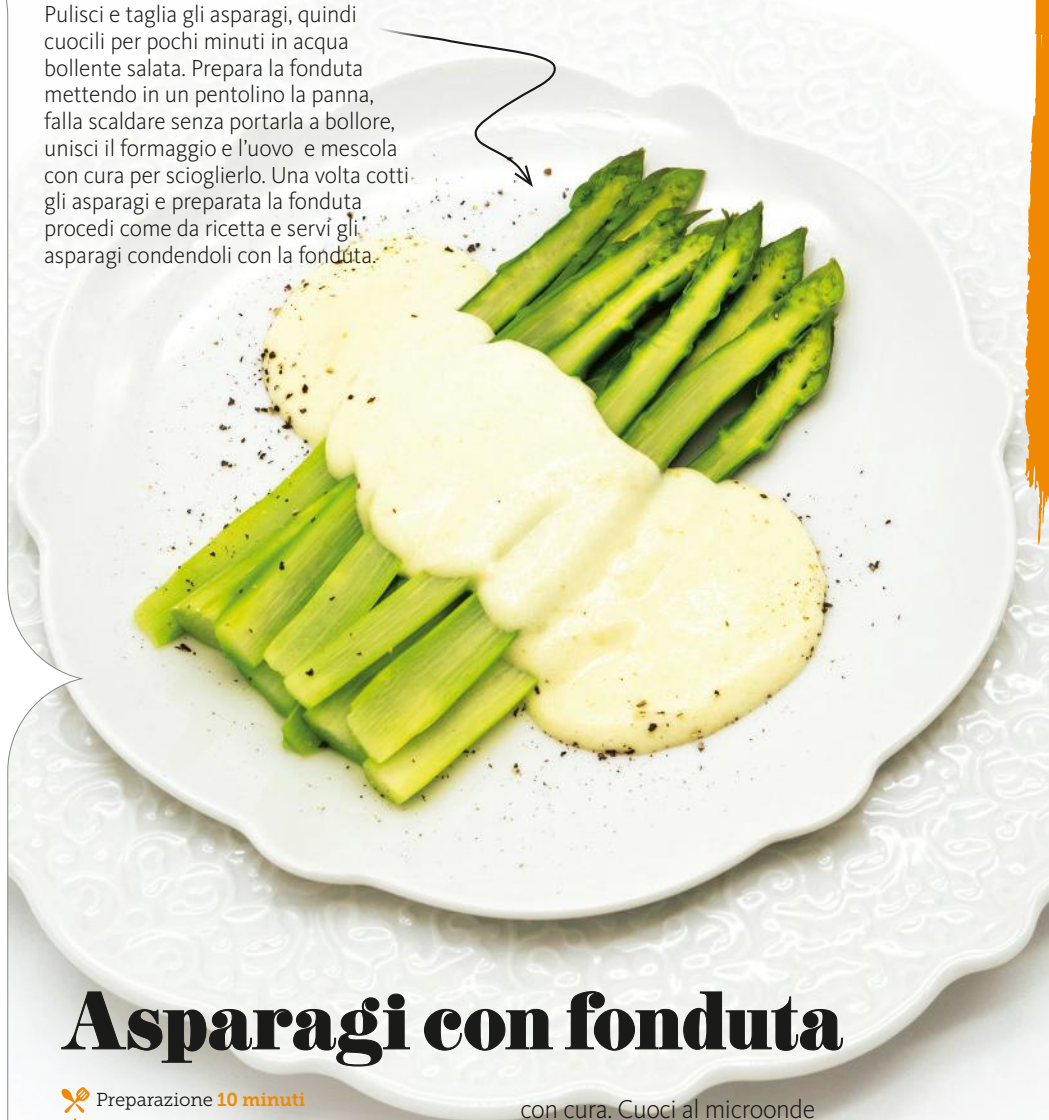 Pulisci e taglia gli asparagi, quindi
cuocili per pochi minuti in acqua
bollente salata. Prepara la fonduta
mettendo in un pentolino la panna,
falla scaldare senza portarla a bollore,
unisci il formaggio e l'uovo e mescola
con cura per scioglierlo. Una volta cotti
gli asparagi e preparata la fonduta
procedi come da ricetta e servi gli
asparagi condendoli con la fonduta.
Asparagi con fonduta
Preparazione 10 minuti
con cura. Cuoci al microonde